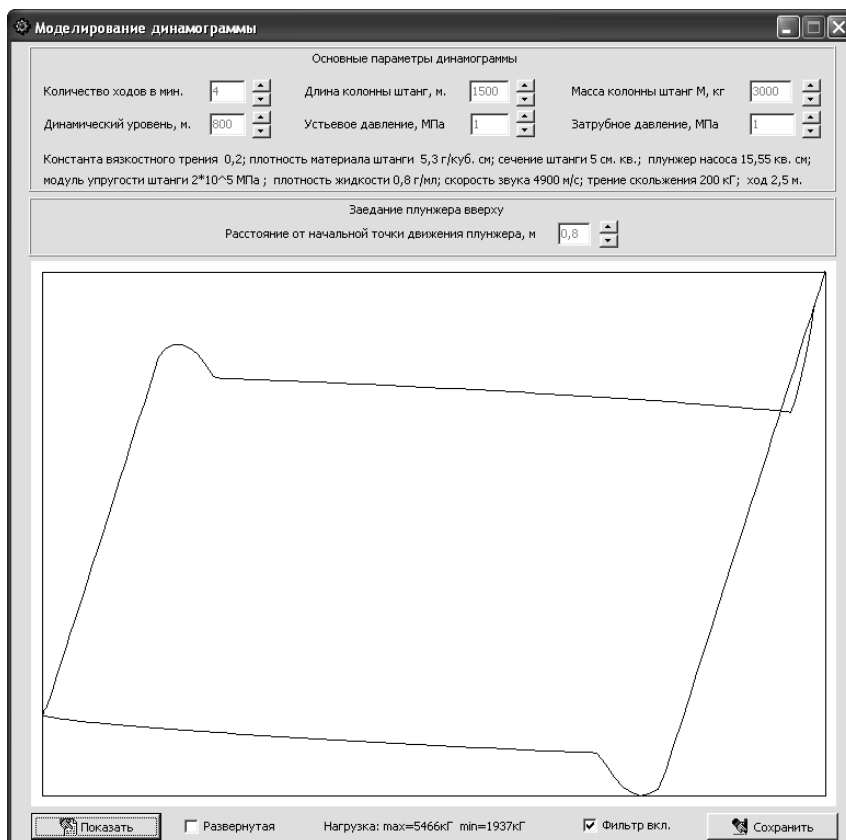 Моделирование динамограммы
Основные параметры динамограммы
Количество ходов в мин. 4 Длина колонны штанг, м. 1500 Масса колонны штанг М, кг 3000
Динамический уровень, м. 800 Устьевое давление, МПа 1 Затрубное давление, МПа 1
Константа вязкостного трения 0,2; плотность материала штанги 5,3 г/куб. см; сечение штанги 5 см. кв.; плунжер насоса 15,55 кв. см;
модуль упругости штанги 2*10^5 МПа ; плотность жидкости 0,8 г/мл; скорость звука 4900 м/с; трение скольжения 200 кГ; ход 2,5 м.
Заедание плунжера вверху
Расстояние от начальной точки движения плунжера, м 0,8
Показать Развернутая Нагрузка: max=5466кГ min=1937кГ Фильтр вкл. Сохранить